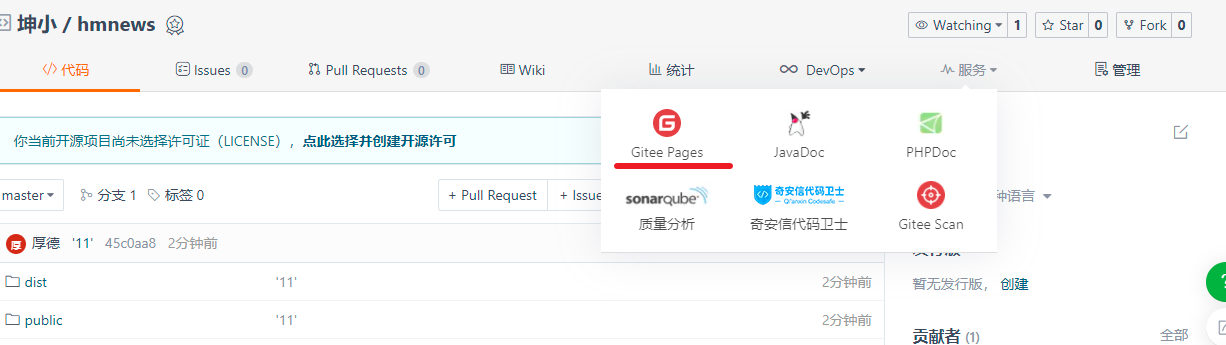 坤小 / hmnews
Watching 1 Star 0 Fork 0
代码 Issues 0 Pull Requests 0 Wiki 统计 DevOps 服务 管理
你当前开源项目尚未选择许可证（LICENSE），点此选择并创建开源许可
Gitee Pages JavaDoc PHPDoc
master 分支 1 标签 0 + Pull Request + Issue
种语言
sonarqube 奇安信代码卫士
Qi'anxin Codesafe
质量分析 奇安信代码卫士 Gitee Scan
厚 厚德 '11' 45c0aa8 2分钟前
dist '11' 2分钟前
暂无发行版， 创建
public '11' 2分钟前
贡献者 (1) 全部